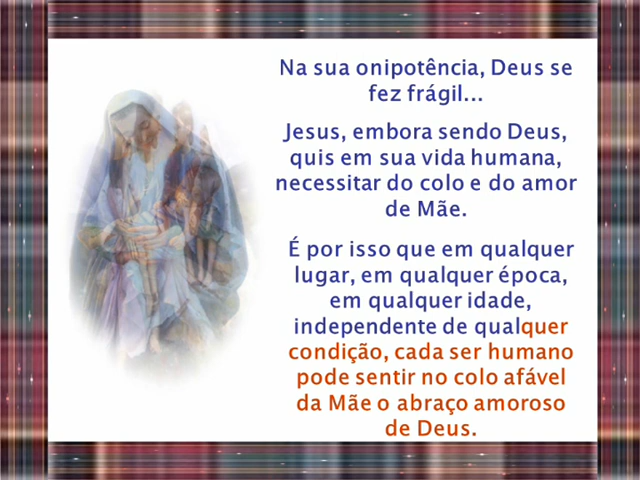 Na sua onipotência, Deus se
fez frágil...
Jesus, embora sendo Deus,
quis em sua vida humana,
necessitar do colo e do amor
de Mãe.
É por isso que em qualquer
lugar, em qualquer época,
em qualquer idade,
independente de qualquer
condição, cada ser humano
pode sentir no colo afável
da Mãe o abraço amoroso
de Deus.